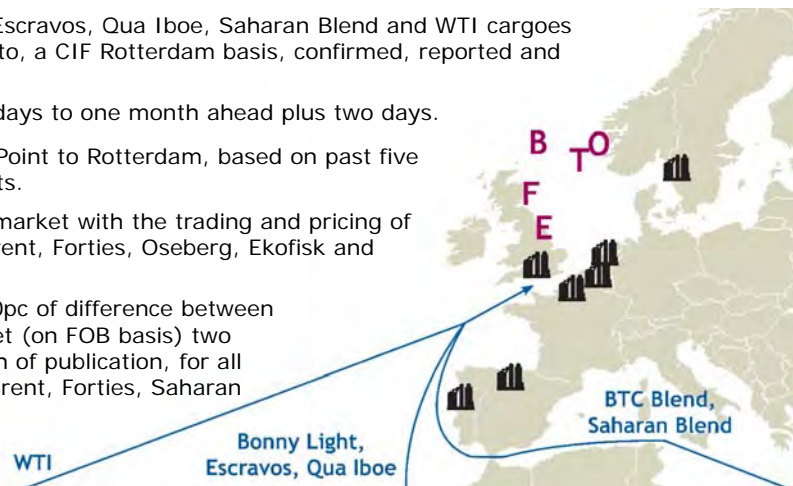 Escravos, Qua Iboe, Saharan Blend and WTI cargoes
to, a CIF Rotterdam basis, confirmed, reported and
days to one month ahead plus two days.
Point to Rotterdam, based on past five
ts.
market with the trading and pricing of
rent, Forties, Oseberg, Ekofisk and
0pc of difference between
et (on FOB basis) two
n of publication, for all
rent, Forties, Saharan
B
T O
F
E
BTC Blend,
Saharan Blend
Bonny Light,
Escravos, Qua Iboe
WTI